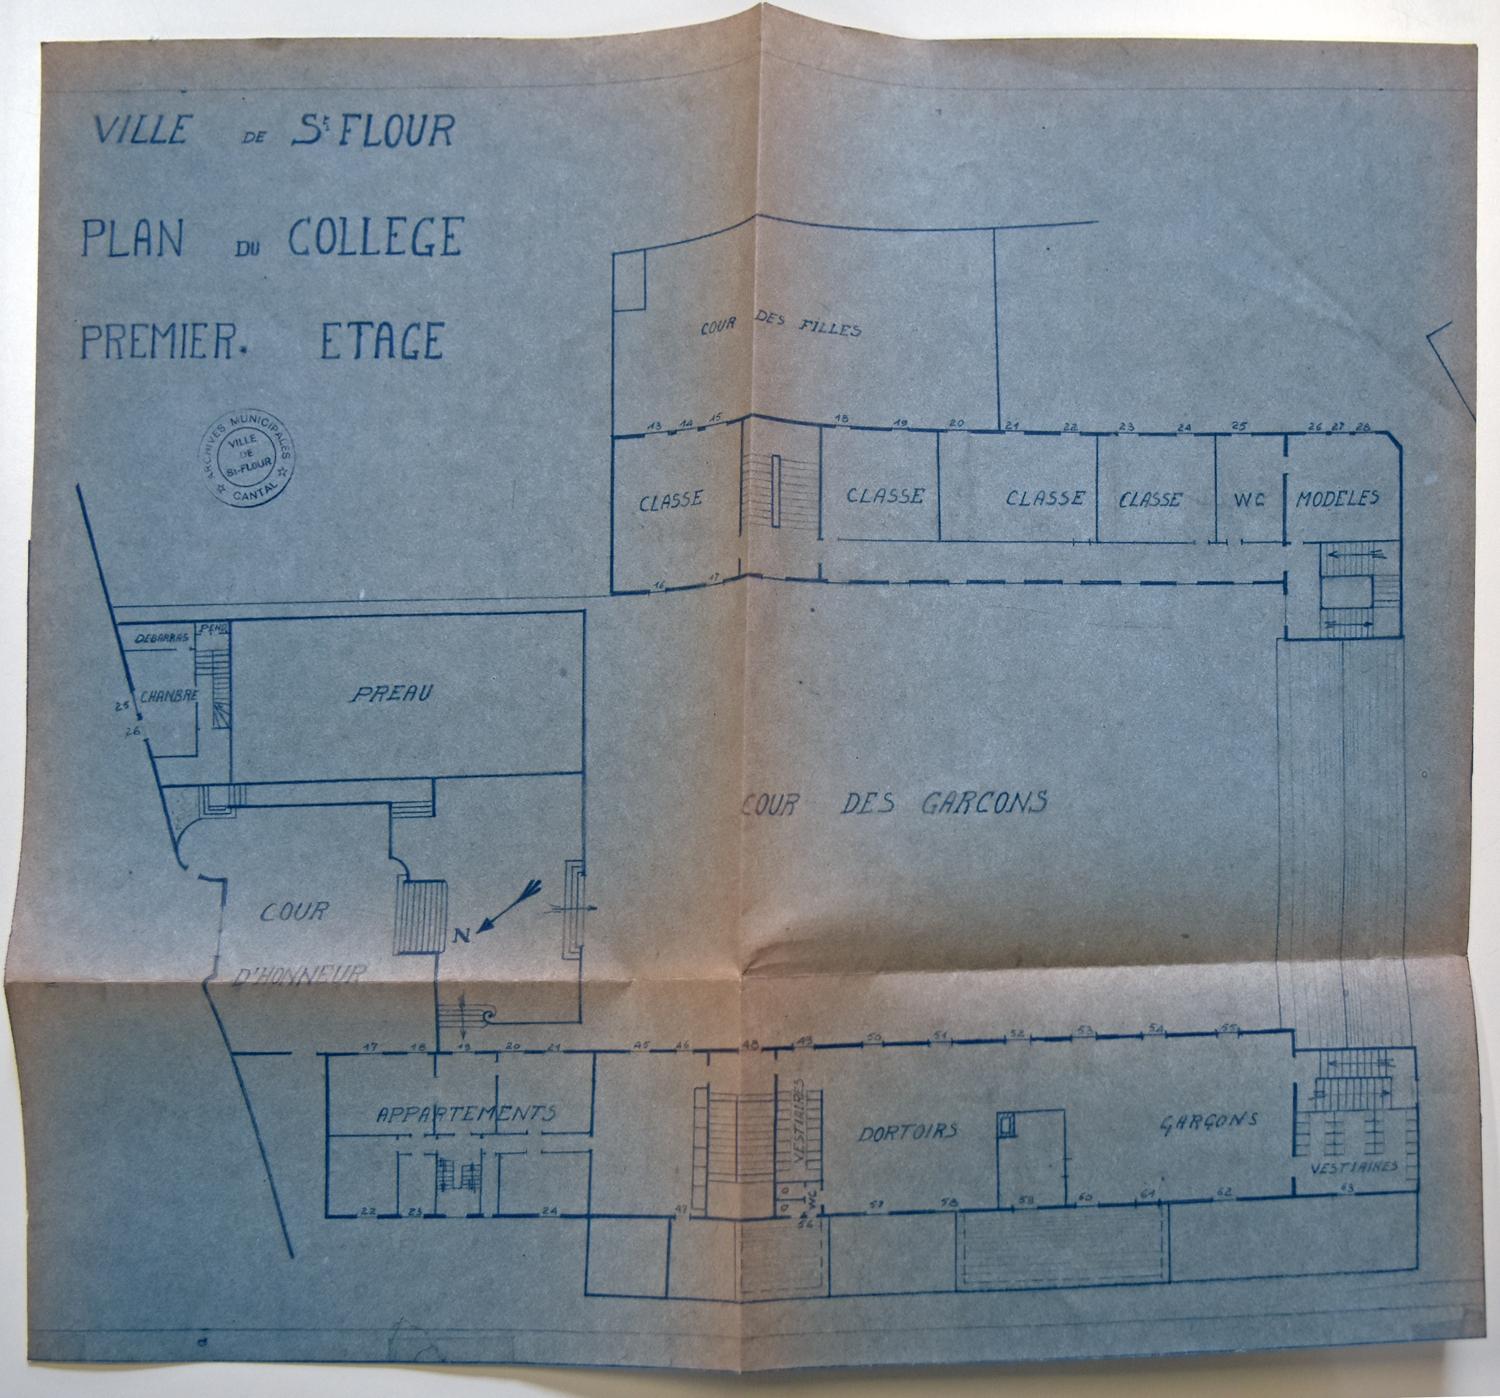 VILLE DE St FLOUR
PLAN DU COLLEGE
PREMIER. ETAGE
ARCHIVES MUNICIPALES
VILLE
DE
St-FLOUR
☆ CANTAL ☆
COUR DES FILLES
13 14 15 18 19 20 21 22 23 24 25 26 27 28
CLASSE CLASSE CLASSE CLASSE WC MODELES
16 17
DEBARRAS PEND.
CHANBRE PREAU
25
26
COUR DES GARCONS
COUR
N
D'HONNEUR
17 18 19 20 21 45 46 48 49 50 51 52 53 54 55
APPARTEMENTS VESTIAIRES DORTOIRS GARÇONS
VESTIAIRES
WC
22 23 24 47 56 57 58 59 60 61 62 63